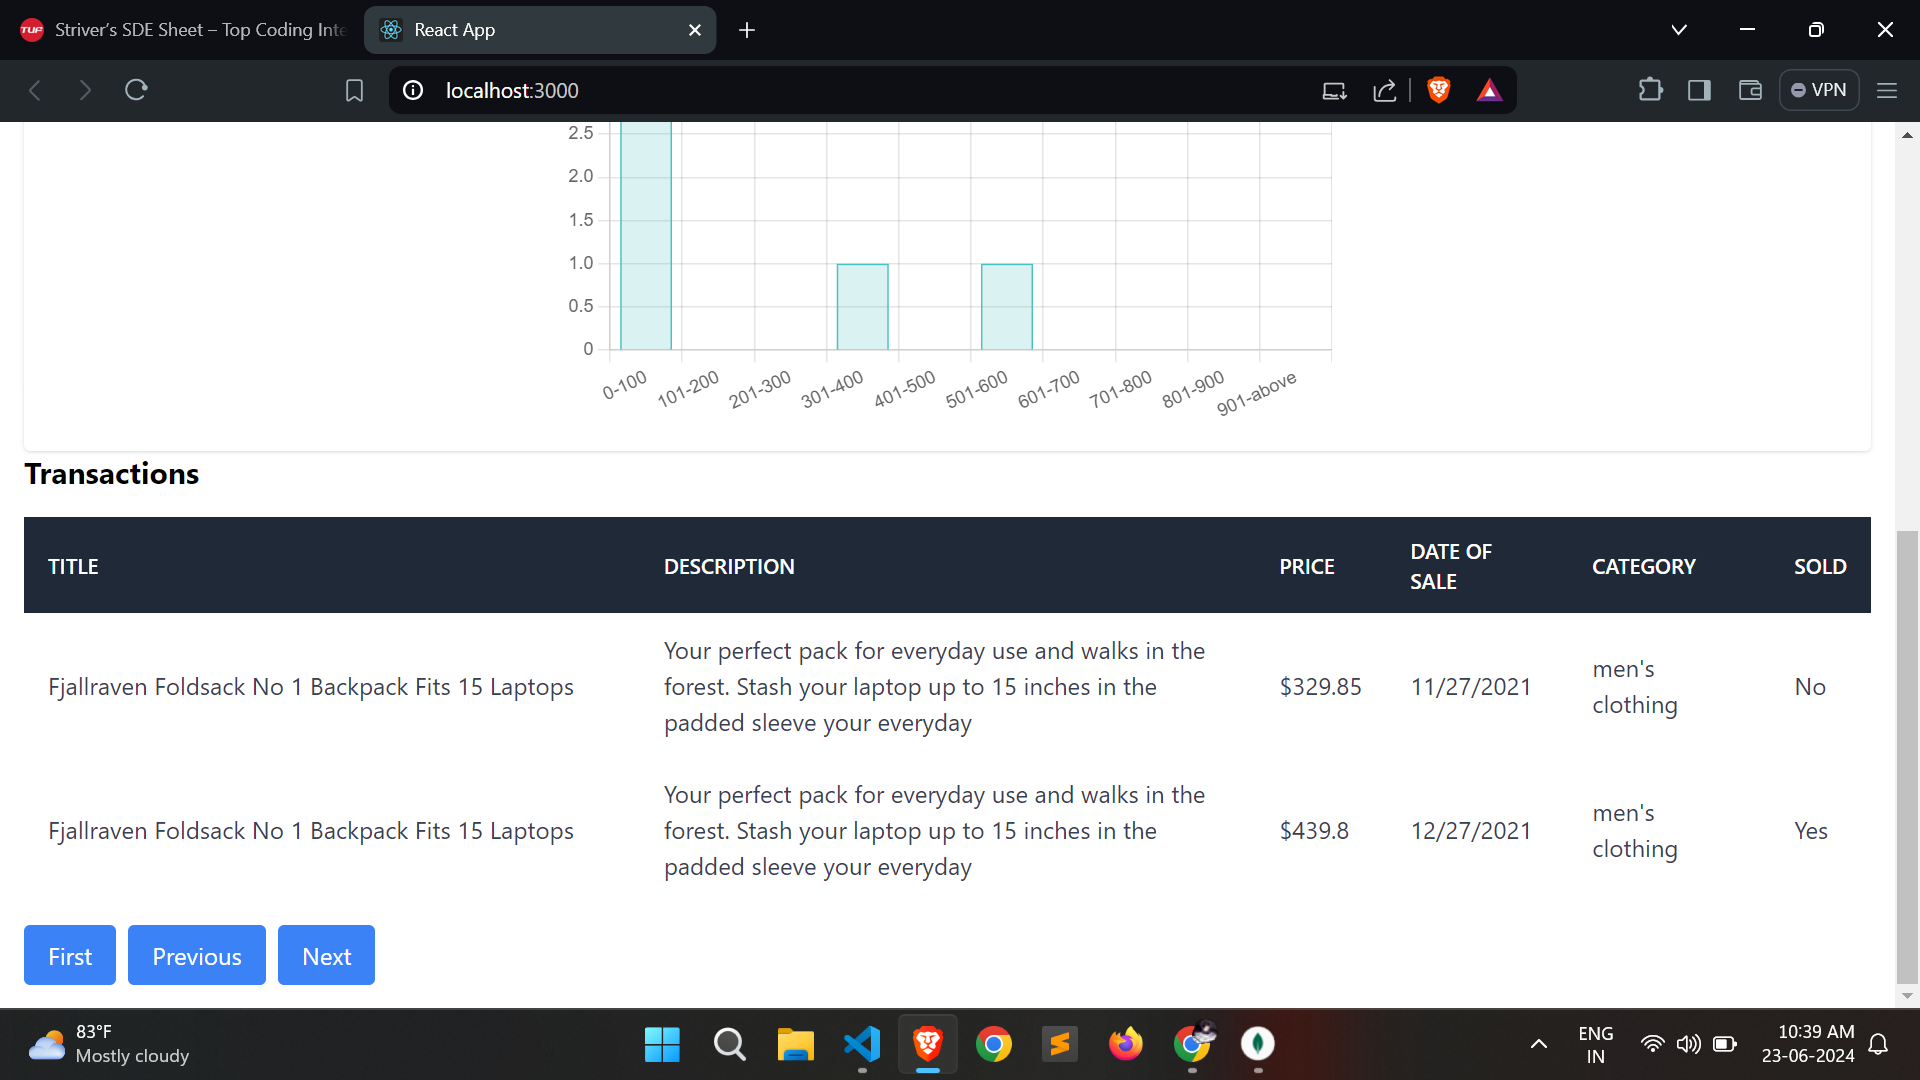 TUF Striver’s SDE Sheet – Top Coding Inte
React App
localhost:3000
VPN
2.5
2.0
1.5
1.0
0.5
0
0-100 101-200 201-300 301-400 401-500 501-600 601-700 701-800 801-900 901-above
Transactions
TITLE DESCRIPTION PRICE DATE OF SALE CATEGORY SOLD
Fjallraven Foldsack No 1 Backpack Fits 15 Laptops
Your perfect pack for everyday use and walks in the
forest. Stash your laptop up to 15 inches in the
padded sleeve your everyday
$329.85
11/27/2021
men's
clothing
No
Fjallraven Foldsack No 1 Backpack Fits 15 Laptops
Your perfect pack for everyday use and walks in the
forest. Stash your laptop up to 15 inches in the
padded sleeve your everyday
$439.8
12/27/2021
men's
clothing
Yes
First Previous Next
83°F
Mostly cloudy
ENG
IN
10:39 AM
23-06-2024